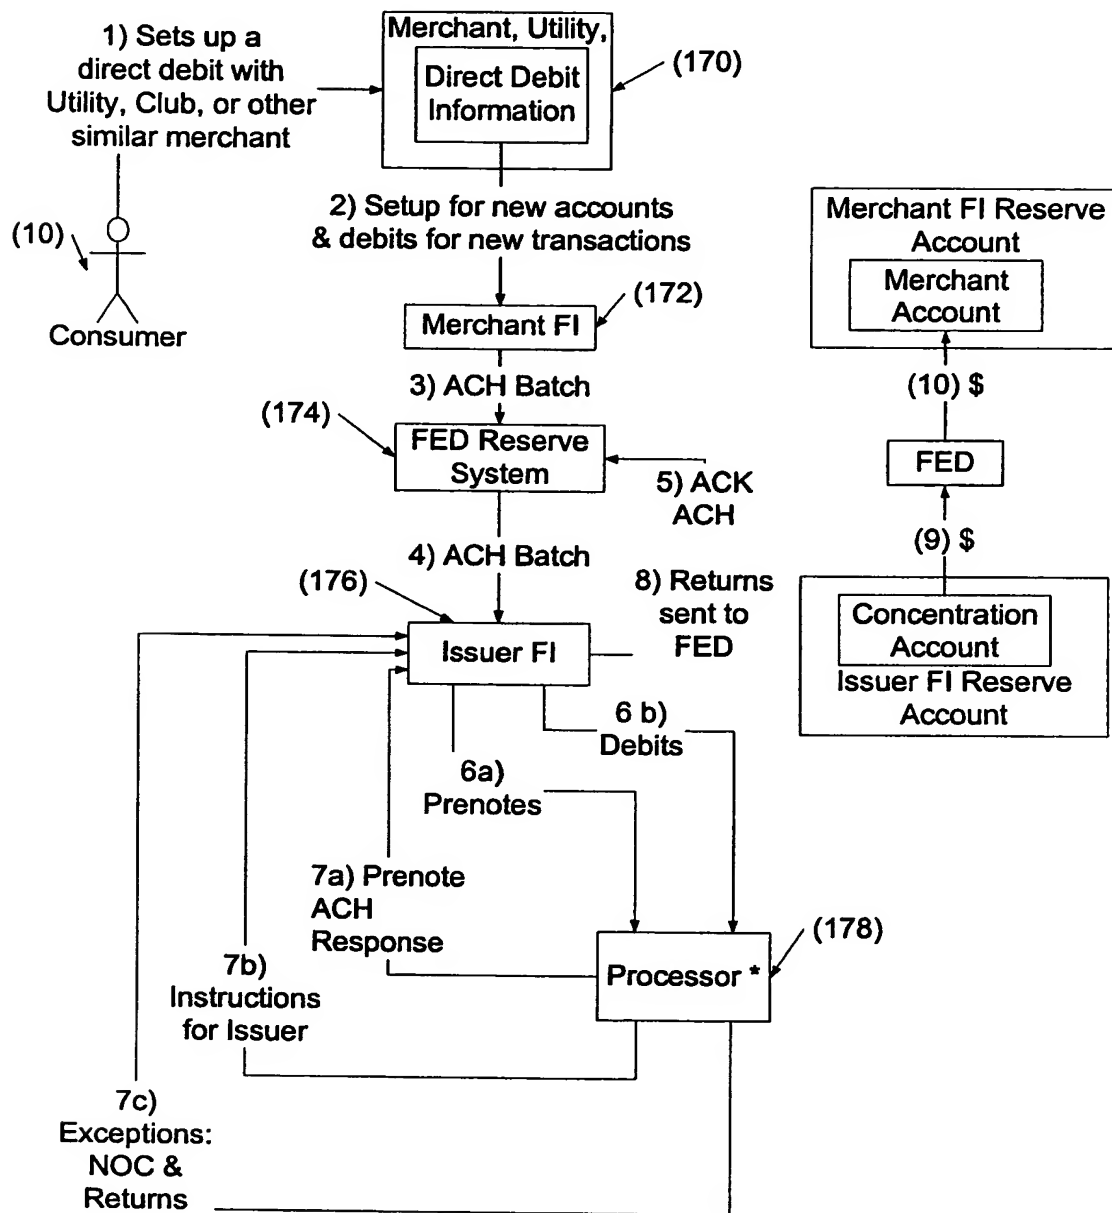 1) Sets up a
direct debit with
Utility, Club, or other
similar merchant
Merchant, Utility,
Direct Debit
Information
(170)
(10)
Consumer
2) Setup for new accounts
& debits for new transactions
Merchant FI
(172)
3) ACH Batch
(174)
FED Reserve
System
5) ACK
ACH
4) ACH Batch
(176)
Issuer FI
8) Returns
sent to
FED
Merchant FI Reserve
Account
Merchant
Account
(10) $
FED
(9) $
Concentration
Account
Issuer FI Reserve
Account
6 b)
Debits
6a)
Prenotes
7a) Prenote
ACH
Response
(178)
Processor *
7b)
Instructions
for Issuer
7c)
Exceptions:
NOC &
Returns